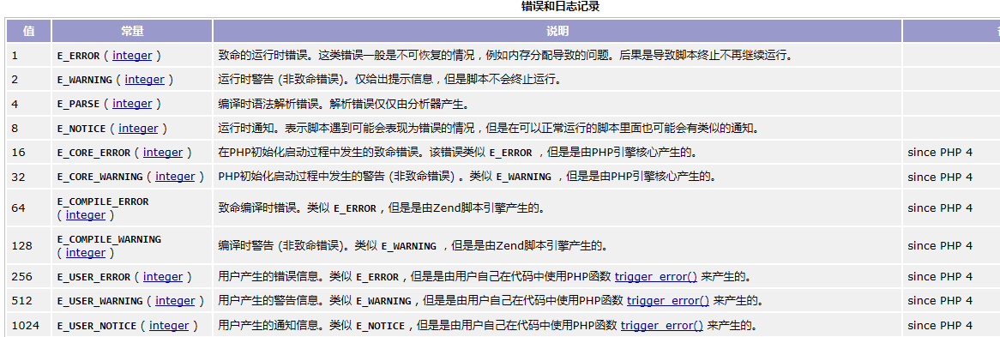 错误和日志记录
值 常量 说明
1 E_ERROR ( integer ) 致命的运行时错误。这类错误一般是不可恢复的情况，例如内存分配导致的问题。后果是导致脚本终止不再继续运行。
2 E_WARNING ( integer ) 运行时警告 (非致命错误)。仅给出提示信息，但是脚本不会终止运行。
4 E_PARSE ( integer ) 编译时语法解析错误。解析错误仅仅由分析器产生。
8 E_NOTICE ( integer ) 运行时通知。表示脚本遇到可能会表现为错误的情况，但是在可以正常运行的脚本里面也可能会有类似的通知。
16 E_CORE_ERROR ( integer ) 在PHP初始化启动过程中发生的致命错误。该错误类似 E_ERROR ，但是是由PHP引擎核心产生的。 since PHP 4
32 E_CORE_WARNING ( integer ) PHP初始化启动过程中发生的警告 (非致命错误) 。类似 E_WARNING ，但是是由PHP引擎核心产生的。 since PHP 4
64 E_COMPILE_ERROR
( integer ) 致命编译时错误。类似 E_ERROR，但是是由Zend脚本引擎产生的。 since PHP 4
128 E_COMPILE_WARNING
( integer ) 编译时警告 (非致命错误)。类似 E_WARNING ，但是是由Zend脚本引擎产生的。 since PHP 4
256 E_USER_ERROR ( integer ) 用户产生的错误信息。类似 E_ERROR，但是是由用户自己在代码中使用PHP函数 trigger_error() 来产生的。 since PHP 4
512 E_USER_WARNING ( integer ) 用户产生的警告信息。类似 E_WARNING，但是是由用户自己在代码中使用PHP函数 trigger_error() 来产生的。 since PHP 4
1024 E_USER_NOTICE ( integer ) 用户产生的通知信息。类似 E_NOTICE，但是是由用户自己在代码中使用PHP函数 trigger_error() 来产生的。 since PHP 4